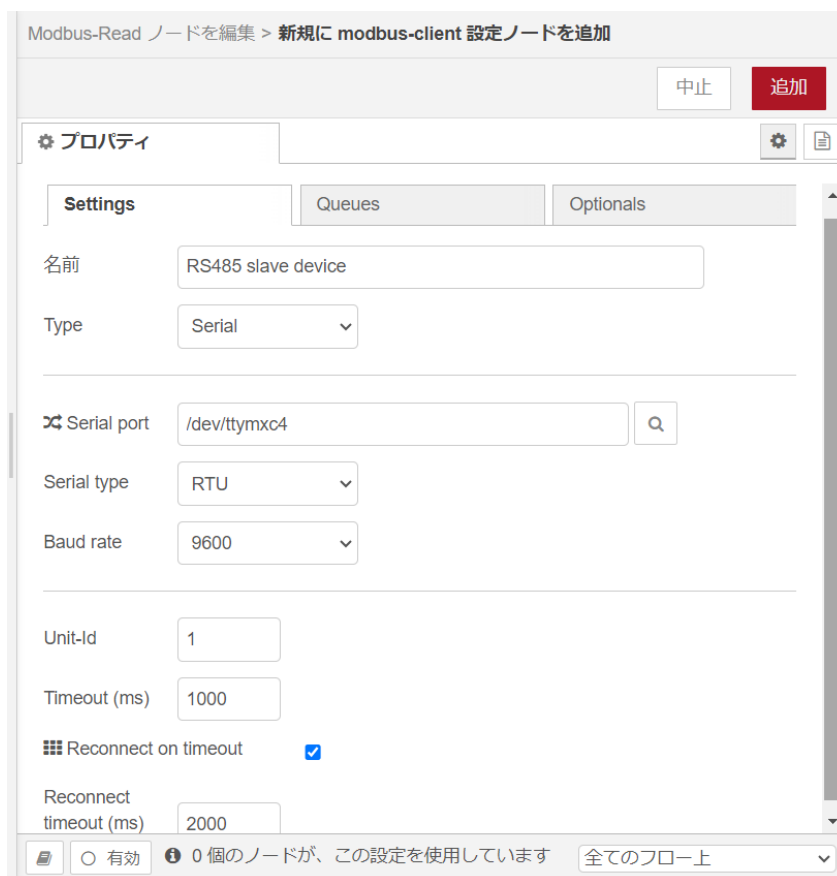 Modbus-Read ノードを編集 > 新規に modbus-client 設定ノードを追加
中止 追加
プロパティ
Settings Queues Optionals
名前 RS485 slave device
Type Serial
Serial port /dev/ttymxc4
Serial type RTU
Baud rate 9600
Unit-Id 1
Timeout (ms) 1000
Reconnect on timeout
Reconnect
timeout (ms) 2000
有効 0 個のノードが、この設定を使用しています 全てのフロー上